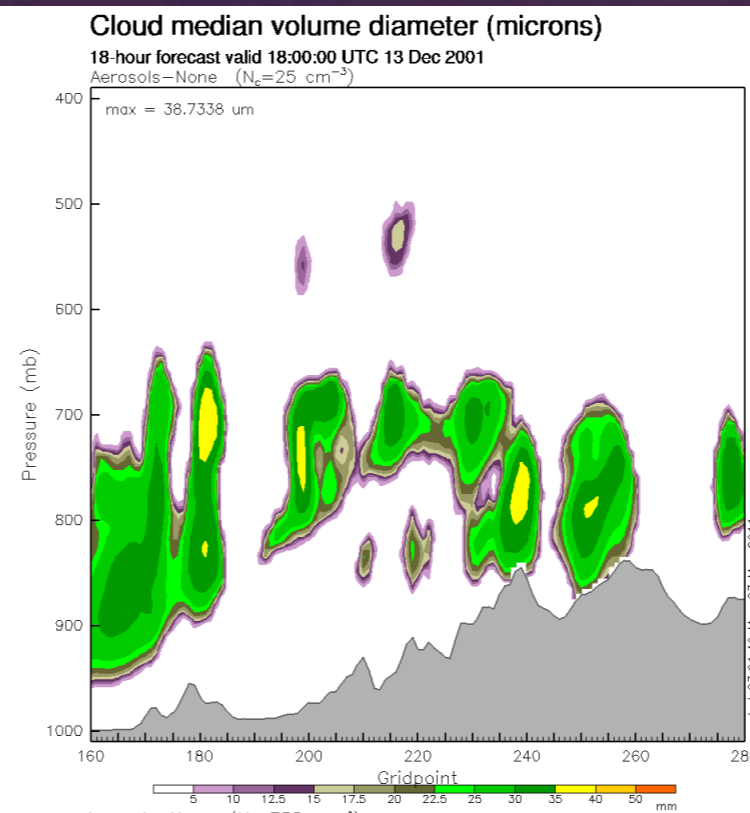 Cloud median volume diameter (microns)
18-hour forecast valid 18:00:00 UTC 13 Dec 2001
Aerosols-None (Nc=25 cm⁻³)
max = 38.7338 um
400
500
600
700
800
900
1000
Pressure (mb)
160 180 200 220 240 260 28
Gridpoint
5 10 12.5 15 17.5 20 22.5 25 30 35 40 50 mm